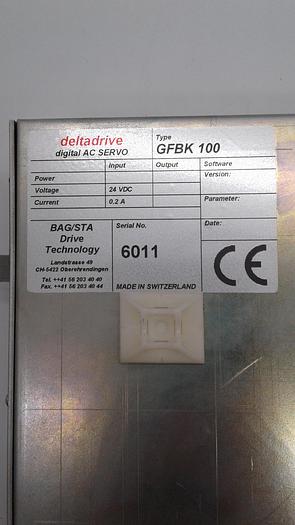 deltadrive
digital AC SERVO
Type
GFBK 100
Input Output Software
Power Version:
Voltage 24 VDC
Current 0.2 A Parameter:
BAG/STA
Drive
Technology
Landstrasse 49
CH-5422 Oberehrendingen
Tel. ++41 56 203 40 40
Fax. ++41 56 203 40 44
Serial No.
6011
Date:
CE
MADE IN SWITZERLAND